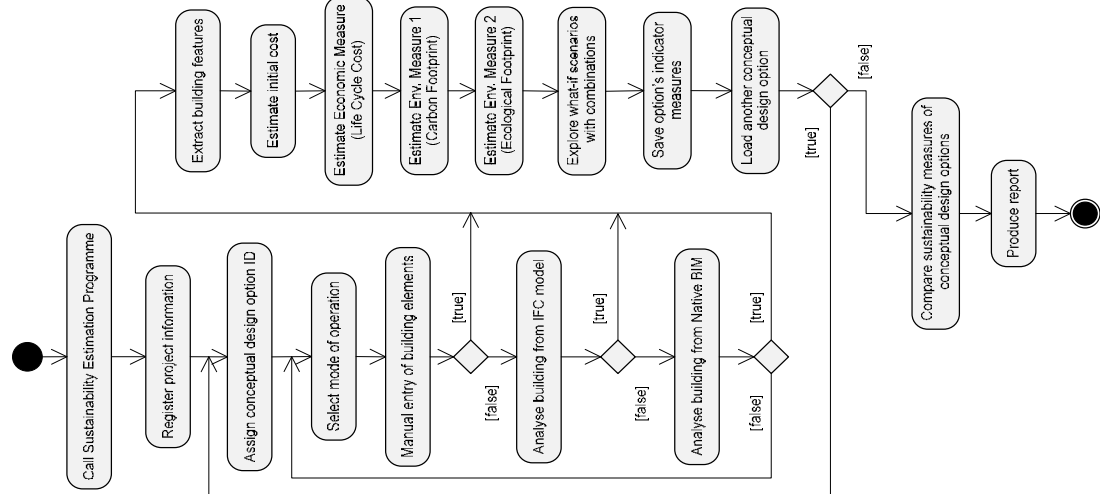 Call Sustainability Estimation Programme
Register project information
Assign conceptual design option ID
Select mode of operation
Manual entry of building elements
[true]
[false]
Analyse building from IFC model
[true]
[false]
Analyse building from Native BIM
[true]
[false]
Extract building features
Estimate initial cost
Estimate Economic Measure
(Life Cycle Cost)
Estimato Env. Measure 1
(Carbon Footprint)
Estimato Env. Measure 2
(Ecological Footprint)
Explore what-if scenarios
with combinations
Save option's indicator
measures
Load another conceptual
design option
[true]
[false]
Compare sustainability measures of
conceptual design options
Produce report